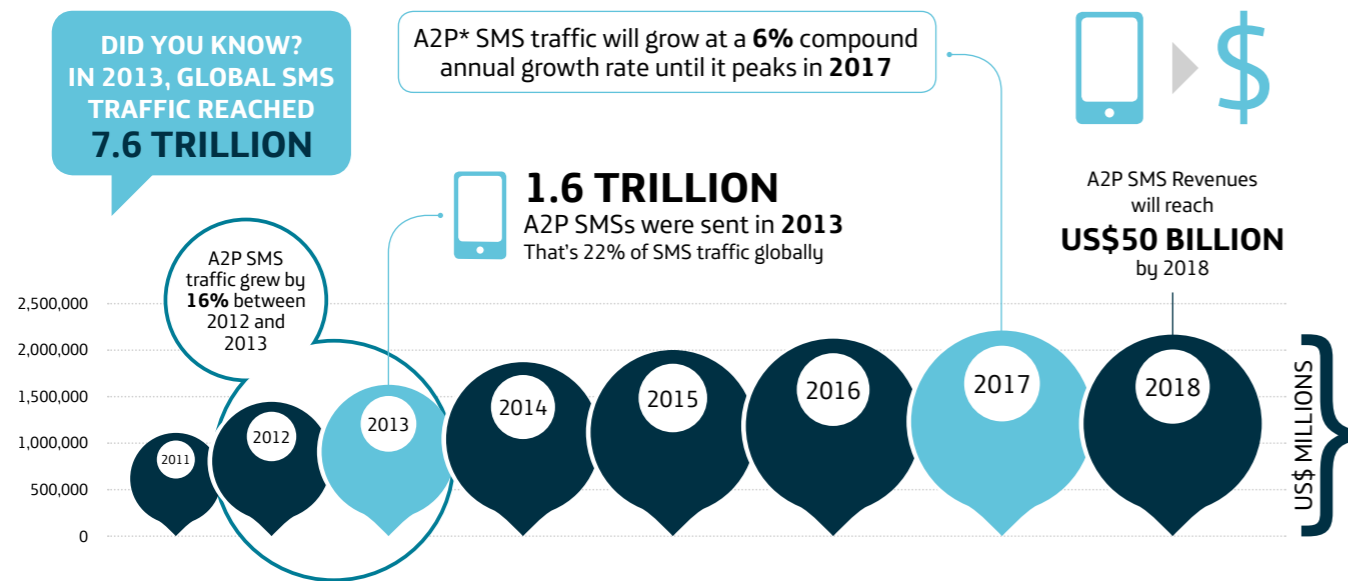 DID YOU KNOW?
IN 2013, GLOBAL SMS
TRAFFIC REACHED
7.6 TRILLION
A2P* SMS traffic will grow at a 6% compound
annual growth rate until it peaks in 2017
1.6 TRILLION
A2P SMSs were sent in 2013
That's 22% of SMS traffic globally
A2P SMS Revenues
will reach
US$50 BILLION
by 2018
A2P SMS
traffic grew by
16% between
2012 and
2013
2,500,000
2,000,000
1,500,000
1,000,000
500,000
0
2011
2012
2013
2014
2015
2016
2017
2018
US$ MILLIONS
$